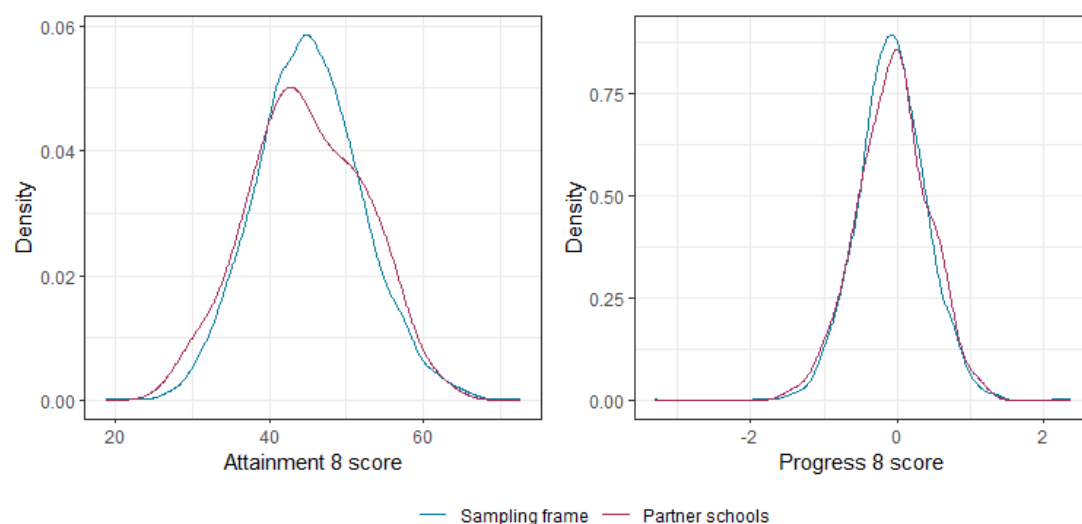 0.06
0.04
0.02
0.00
Density
20 40 60
Attainment 8 score
0.75
0.50
0.25
0.00
Density
-2 0 2
Progress 8 score
Sampling frame Partner schools